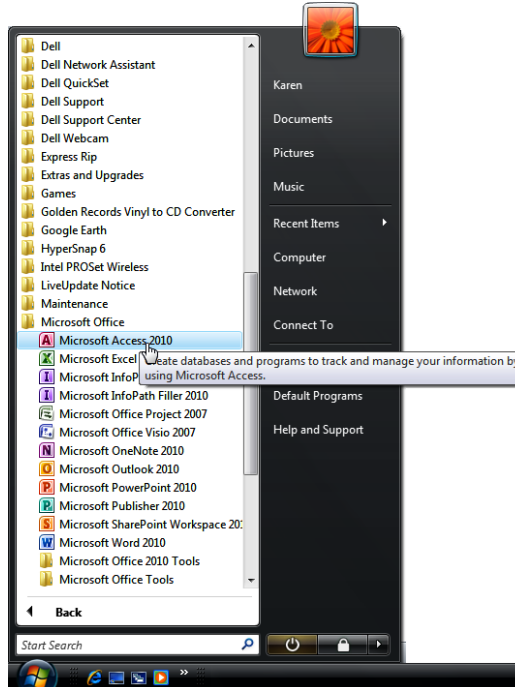 Dell
Dell Network Assistant
Dell QuickSet
Dell Support
Dell Support Center
Dell Webcam
Express Rip
Extras and Upgrades
Games
Golden Records Vinyl to CD Converter
Google Earth
HyperSnap 6
Intel PROSet Wireless
LiveUpdate Notice
Maintenance
Microsoft Office
Microsoft Access 2010
Microsoft Excel
Microsoft InfoP
Microsoft InfoPath Filler 2010
Microsoft Office Project 2007
Microsoft Office Visio 2007
Microsoft OneNote 2010
Microsoft Outlook 2010
Microsoft PowerPoint 2010
Microsoft Publisher 2010
Microsoft SharePoint Workspace 20
Microsoft Word 2010
Microsoft Office 2010 Tools
Microsoft Office Tools
Back
Start Search
Karen
Documents
Pictures
Music
Recent Items
Computer
Network
Connect To
eate databases and programs to track and manage your information by
using Microsoft Access.
Default Programs
Help and Support